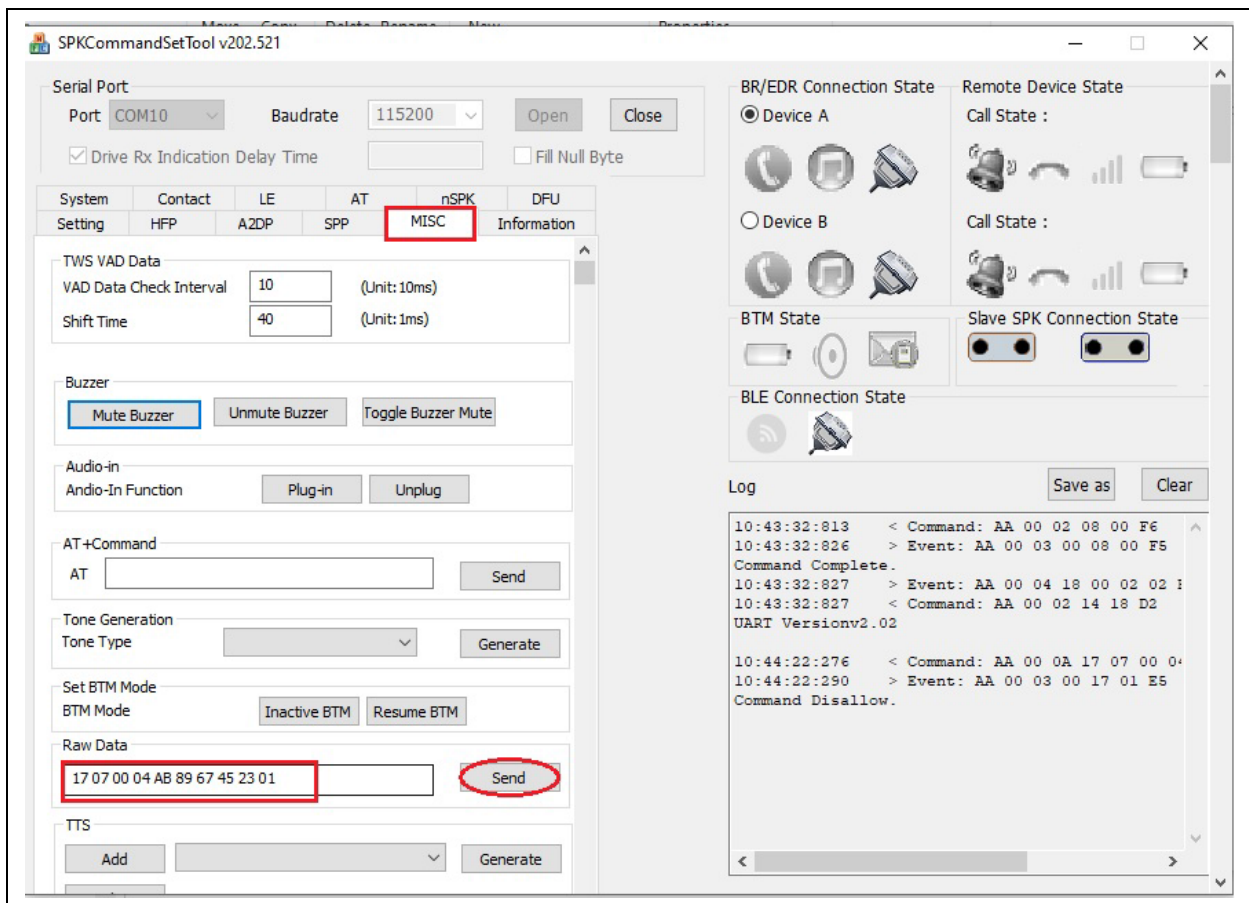 SPKCommandSetTool v202.521
Serial Port
Port COM10 Baudrate 115200 Open Close
Drive Rx Indication Delay Time Fill Null Byte
System Contact LE AT nSPK DFU
Setting HFP A2DP SPP MISC Information
TWS VAD Data
VAD Data Check Interval 10 (Unit:10ms)
Shift Time 40 (Unit:1ms)
Buzzer
Mute Buzzer Unmute Buzzer Toggle Buzzer Mute
Audio-in
Andio-In Function Plug-in Unplug
AT+Command
AT Send
Tone Generation
Tone Type Generate
Set BTM Mode
BTM Mode Inactive BTM Resume BTM
Raw Data
17 07 00 04 AB 89 67 45 23 01 Send
TTS
Add Generate
BR/EDR Connection State Remote Device State
Device A Call State :
Device B Call State :
BTM State Slave SPK Connection State
BLE Connection State
Log Save as Clear
10:43:32:813 < Command: AA 00 02 08 00 F6
10:43:32:826 > Event: AA 00 03 00 08 00 F5
Command Complete.
10:43:32:827 > Event: AA 00 04 18 00 02 02
10:43:32:827 < Command: AA 00 02 14 18 D2
UART Versionv2.02
10:44:22:276 < Command: AA 00 0A 17 07 00
10:44:22:290 > Event: AA 00 03 00 17 01 E5
Command Disallow.